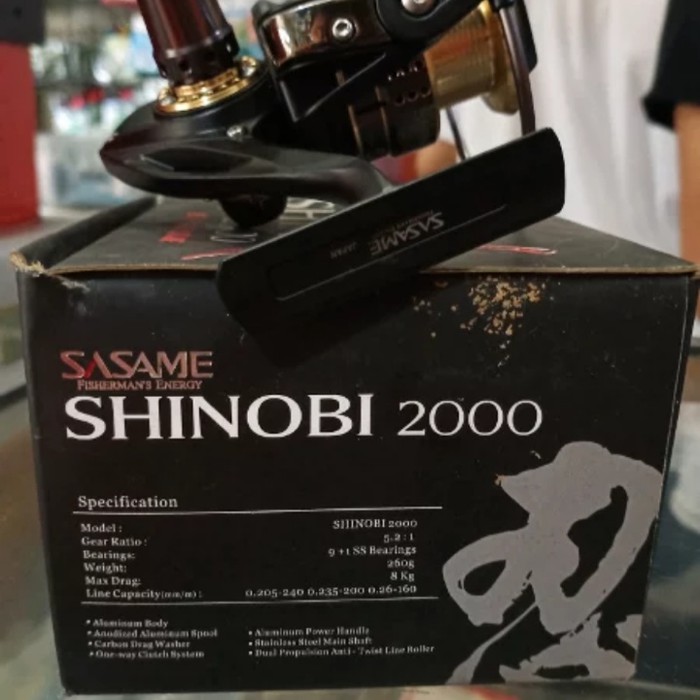 SASAME
JAPAN
SASAME
FISHERMAN'S ENERGY
SHINOBI 2000
Specification
Model : SHINOBI 2000
Gear Ratio : 5.2 : 1
Bearings: 9 +1 SS Bearings
Weight: 260g
Max Drag: 8 Kg
Line Capacity(mm/m) : 0.205-240 0.235-200 0.26-160
• Aluminum Body
• Anodized Aluminum Spool
• Carbon Drag Washer
• One-way Clutch System
• Aluminum Power Handle
• Stainless Steel Main Shaft
• Dual Propulsion Anti - Twist Line Roller